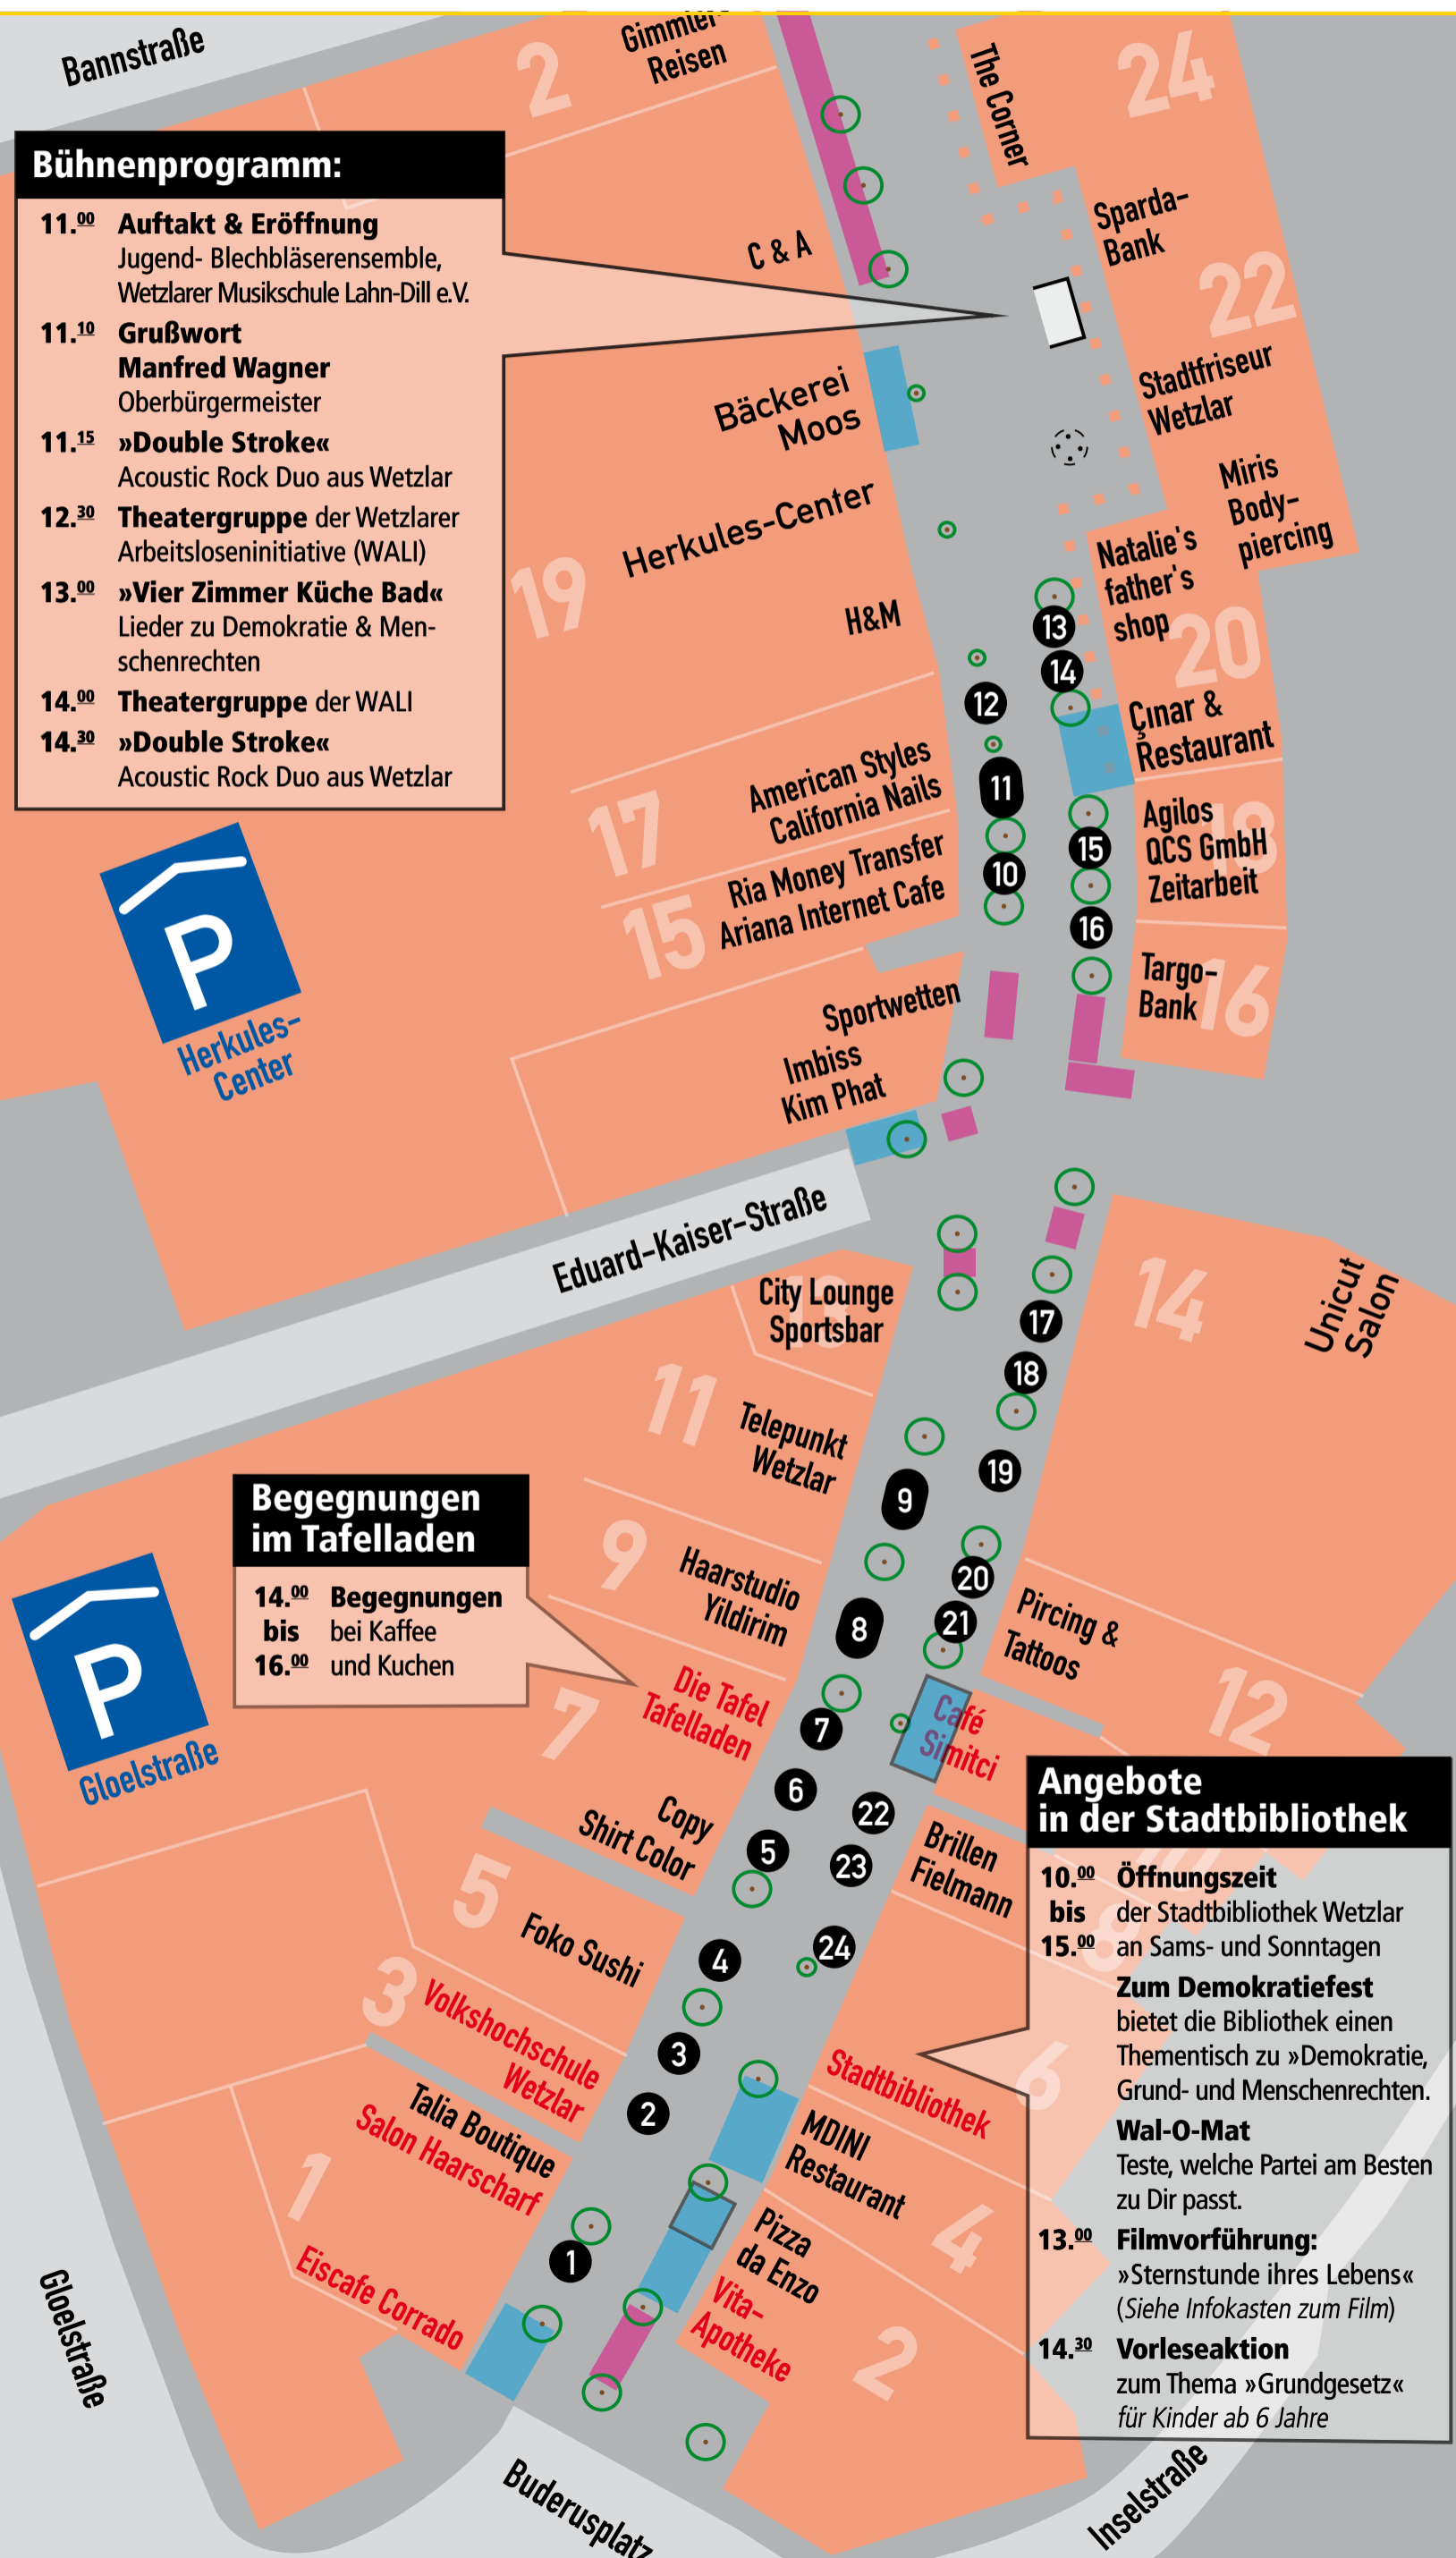 Bannstraße
2
Gimmler
Reisen
The Corner
24
Bühnenprogramm:
11.00 Auftakt & Eröffnung
Jugend- Blechbläserensemble,
Wetzlarer Musikschule Lahn-Dill e.V.
11.10 Grußwort
Manfred Wagner
Oberbürgermeister
11.15 »Double Stroke«
Acoustic Rock Duo aus Wetzlar
12.30 Theatergruppe der Wetzlarer
Arbeitsloseninitiative (WALI)
13.00 »Vier Zimmer Küche Bad«
Lieder zu Demokratie & Men-
schenrechten
14.00 Theatergruppe der WALI
14.30 »Double Stroke«
Acoustic Rock Duo aus Wetzlar
C & A
Sparda-
Bank
22
Bäckerei
Moos
Stadtfriseur
Wetzlar
Herkules-Center
19
Miris
Body-
piercing
H&M
Natalie's
father's
shop
20
13
14
12
Çınar &
Restaurant
American Styles
California Nails
17
11
Agilos
QCS GmbH
Zeitarbeit
18
15
Ria Money Transfer
Ariana Internet Cafe
15
10
16
P
Herkules-
Center
Sportwetten
Targo-
Bank
16
Imbiss
Kim Phat
Eduard-Kaiser-Straße
City Lounge
Sportsbar
13
14
Unicut
Salon
17
18
11
Telepunkt
Wetzlar
19
9
Begegnungen
im Tafelladen
14.00 Begegnungen
bis bei Kaffee
16.00 und Kuchen
9
Haarstudio
Yildirim
20
21
8
Pircing &
Tattoos
12
P
Gloelstraße
7
Die Tafel
Tafelladen
7
Café
Simitci
6
22
Copy
Shirt Color
5
23
Brillen
Fielmann
10
8
Angebote
in der Stadtbibliothek
10.00 Öffnungszeit
bis der Stadtbibliothek Wetzlar
15.00 an Sams- und Sonntagen
Zum Demokratiefest
bietet die Bibliothek einen
Thementisch zu »Demokratie,
Grund- und Menschenrechten.
Wal-O-Mat
Teste, welche Partei am Besten
zu Dir passt.
13.00 Filmvorführung:
»Sternstunde ihres Lebens«
(Siehe Infokasten zum Film)
14.30 Vorleseaktion
zum Thema »Grundgesetz«
für Kinder ab 6 Jahre
5
Foko Sushi
4
24
3
Volkshochschule
Wetzlar
3
2
Stadtbibliothek
6
Talia Boutique
Salon Haarscharf
MDINI
Restaurant
4
1
Pizza
da Enzo
1
Eiscafe Corrado
Vita-
Apotheke
2
Gloelstraße
Buderusplatz
Inselstraße